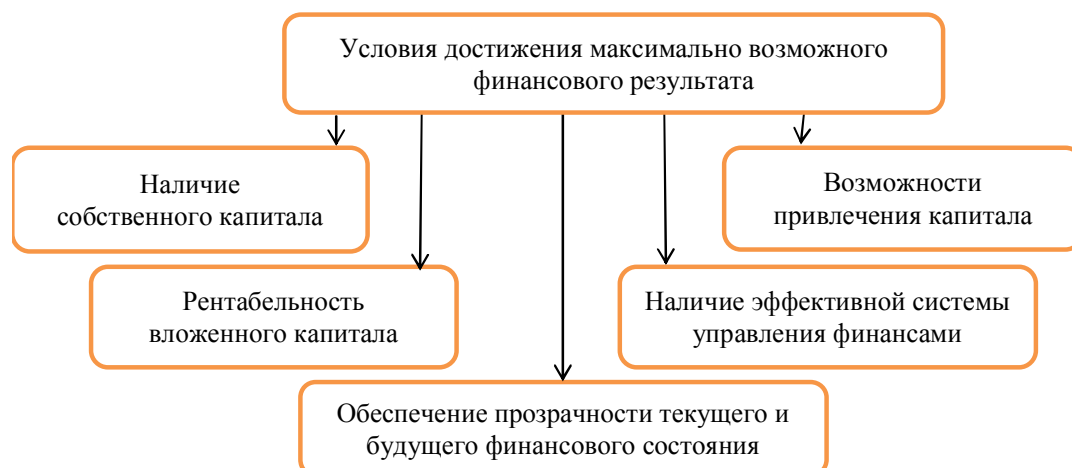 Условия достижения максимально возможного
финансового результата
Наличие
собственного капитала
Возможности
привлечения капитала
Рентабельность
вложенного капитала
Наличие эффективной системы
управления финансами
Обеспечение прозрачности текущего и
будущего финансового состояния